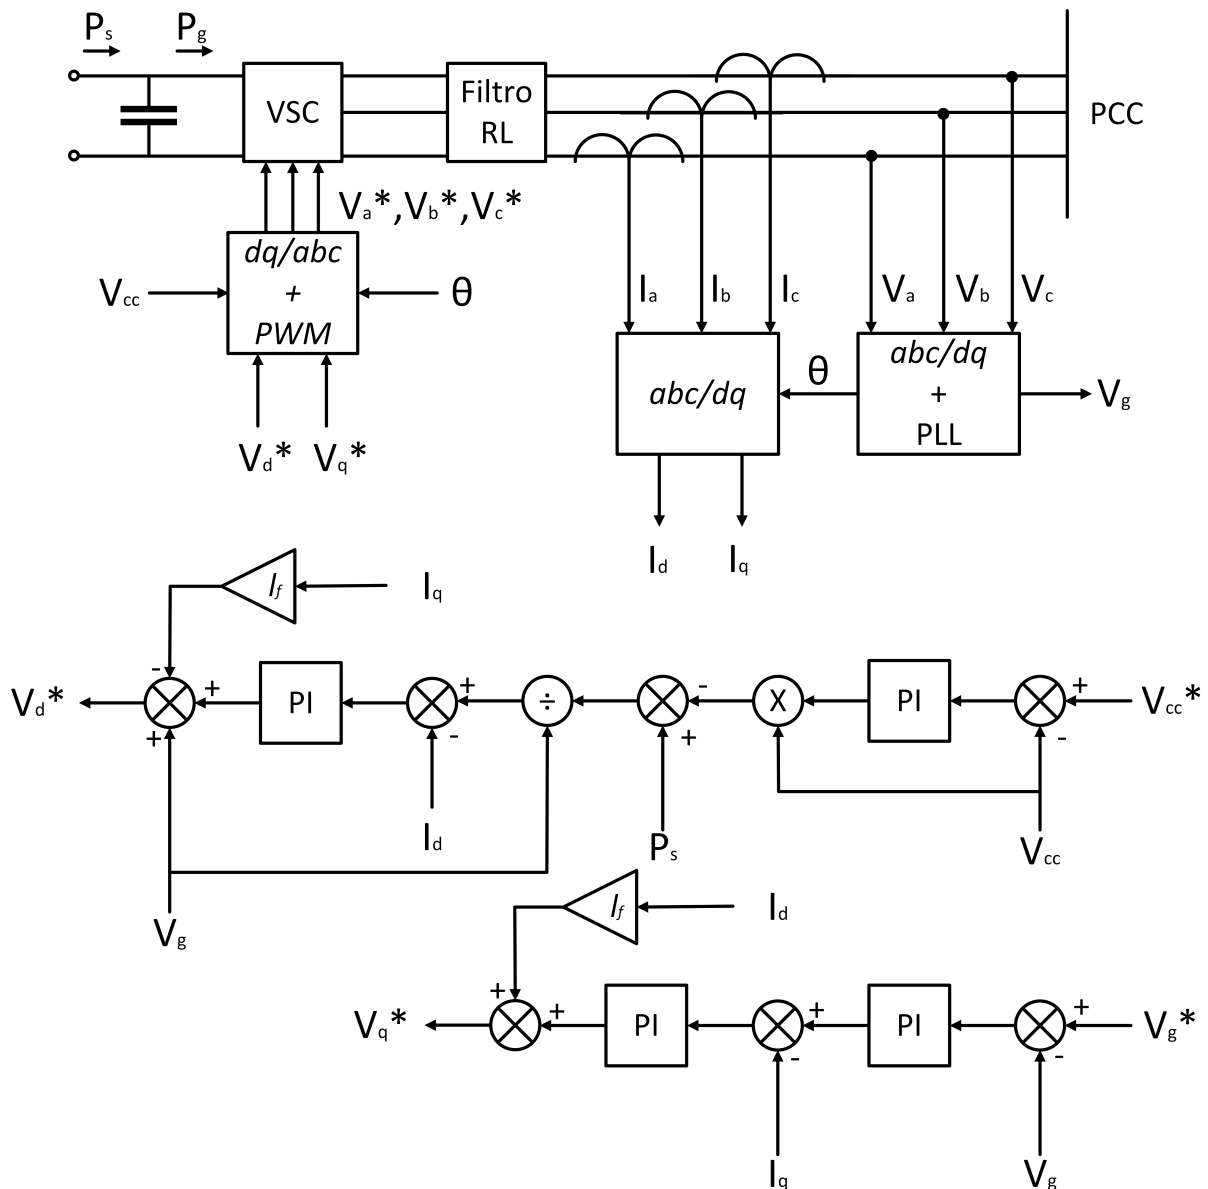 Ps Pg
VSC
Filtro
RL
PCC
Va*,Vb*,Vc*
dq/abc
+
PWM
Vcc
θ
Ia Ib Ic
Va Vb Vc
abc/dq
θ
abc/dq
+
PLL
Vg
Vd* Vq*
Id Iq
lf
Iq
Vd*
- + +
PI
+ -
÷
- +
X
PI
+ -
Vcc*
Id
Ps
Vcc
Vg
lf
Id
Vq*
+ +
PI
+ -
PI
+ -
Vg*
Iq
Vg